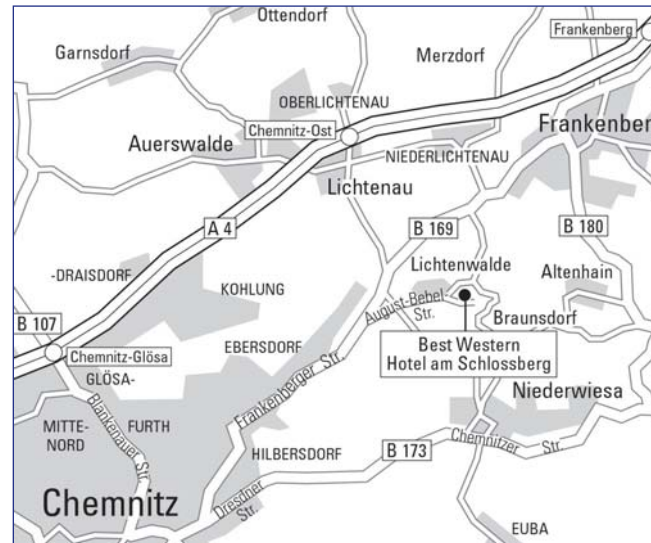 Ottendorf
Frankenberg
Garnsdorf
Merzdorf
OBERLICHTENAU
Chemnitz-Ost
Frankenber
Auerswalde
NIEDERLICHTENAU
Lichtenau
A 4
B 169
B 180
-DRAISDORF
Lichtenwalde
KOHLUNG
Altenhain
August-Bebel
Str.
B 107
Braunsdorf
Chemnitz-Glösa
EBERSDORF
Best Western
Hotel am Schlossberg
GLÖSA-
Frankenberger Str.
Niederwiesa
Blankenauer Str.
MITTE-
NORD
FURTH
HILBERSDORF
B 173
Chemnitzer Str.
Chemnitz
Dresdner
Str.
EUBA